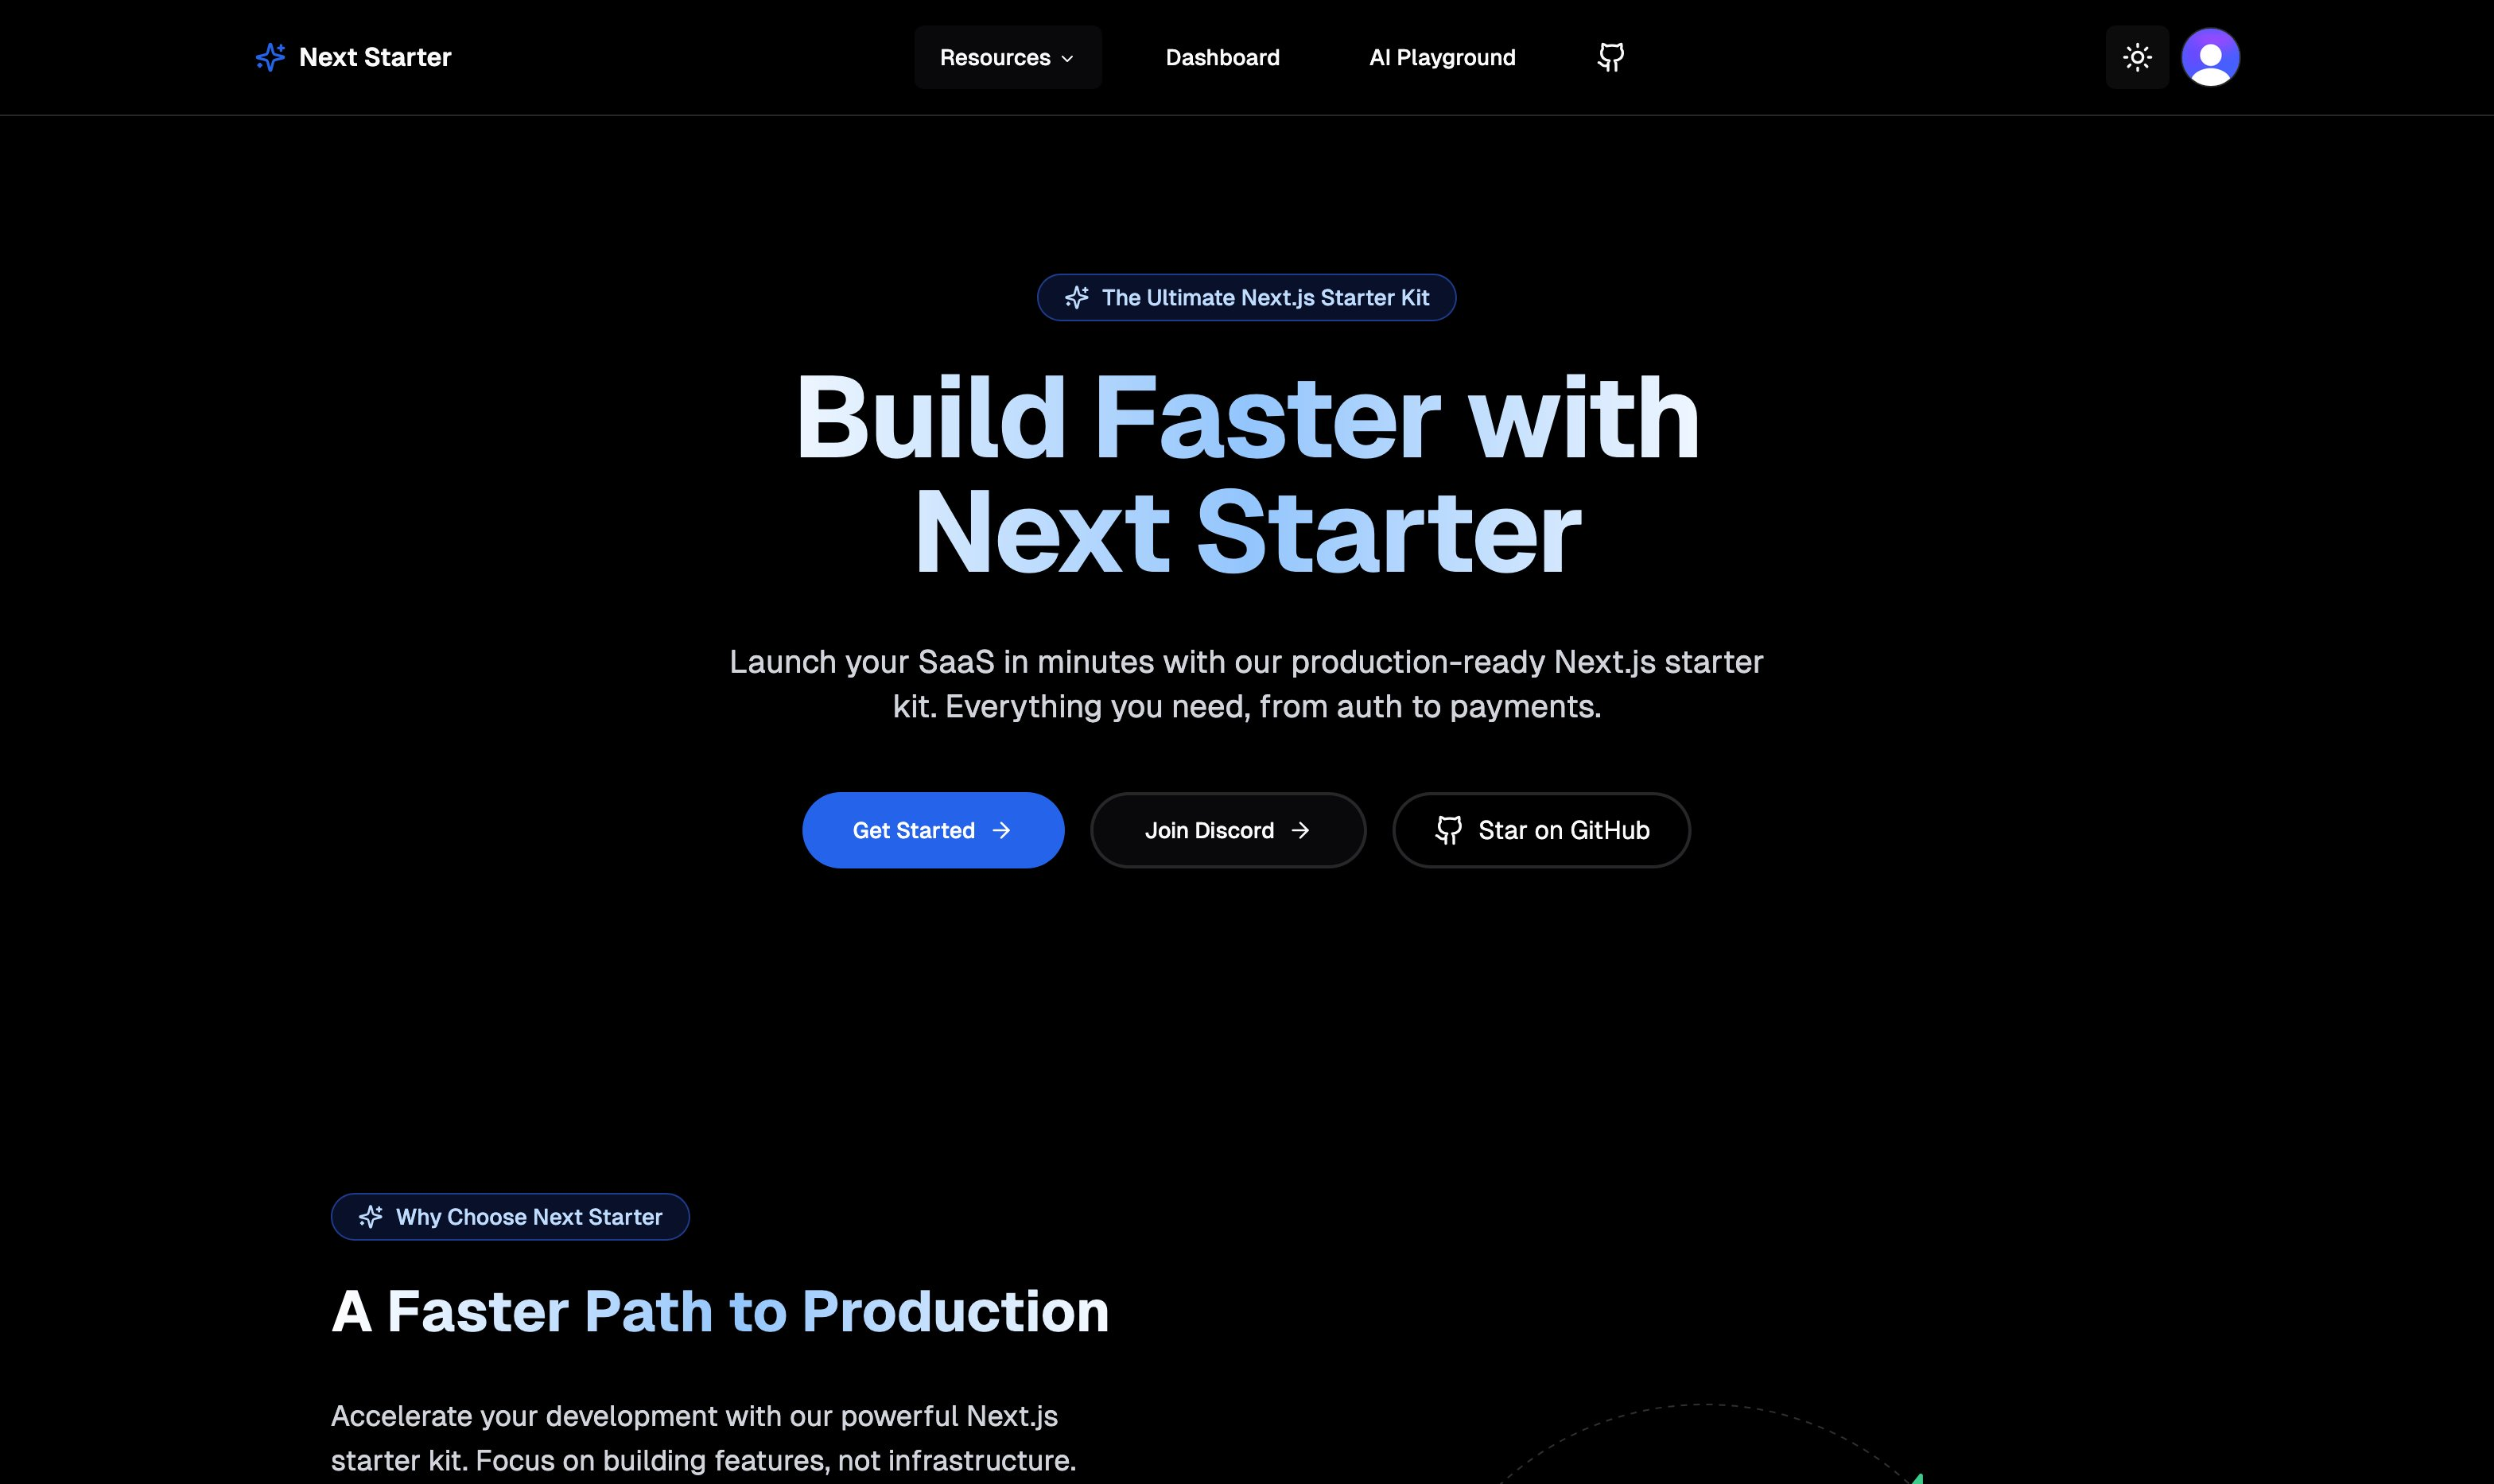 Next Starter
Resources
Dashboard
AI Playground
The Ultimate Next.js Starter Kit
Build Faster with
Next Starter
Launch your SaaS in minutes with our production-ready Next.js starter
kit. Everything you need, from auth to payments.
Get Started
Join Discord
Star on GitHub
Why Choose Next Starter
A Faster Path to Production
Accelerate your development with our powerful Next.js
starter kit. Focus on building features, not infrastructure.